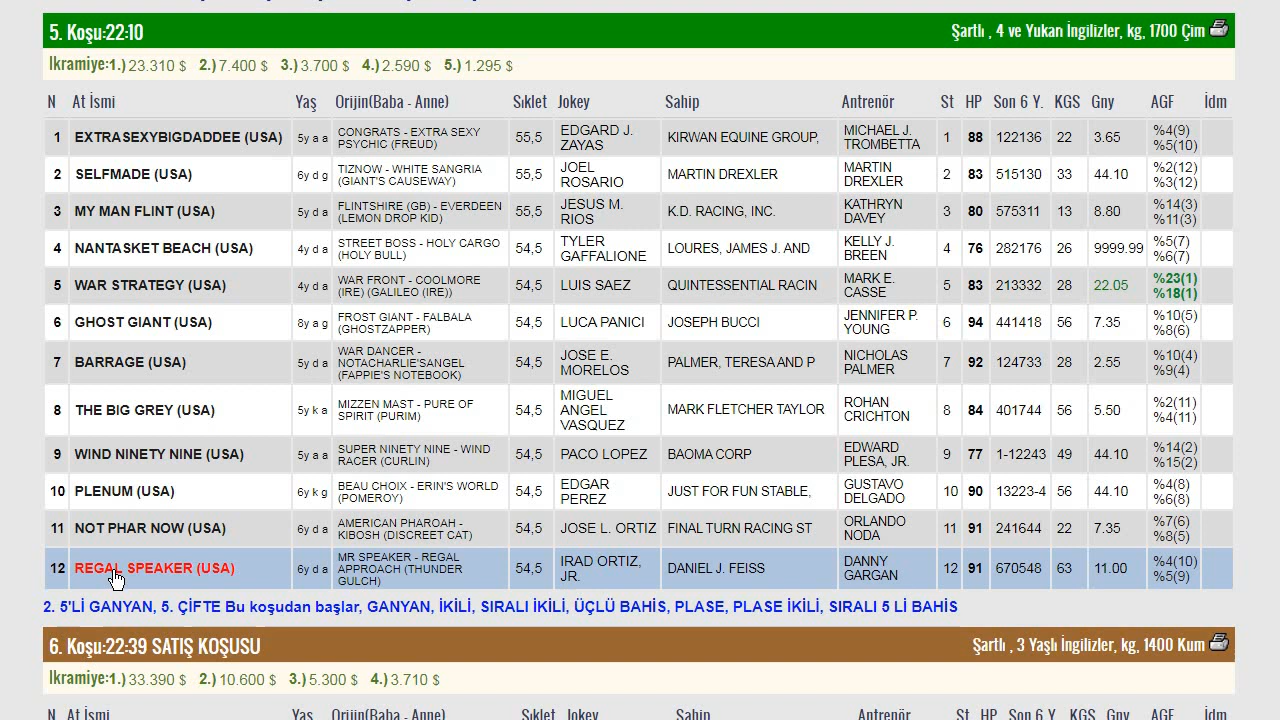 5. Koşu:22:10 Şartlı , 4 ve Yukarı İngilizler, kg, 1700 Çim
İkramiye:1.) 23.310 $ 2.) 7.400 $ 3.) 3.700 $ 4.) 2.590 $ 5.) 1.295 $
N At İsmi Yaş Orijin(Baba - Anne) Sıklet Jokey Sahip Antrenör St HP Son 6 Y. KGS Gny AGF İdm
1 EXTRASEXYBIGDADDEE (USA) 5y a a CONGRATS - EXTRA SEXY PSYCHIC (FREUD) 55,5 EDGARD J. ZAYAS KIRWAN EQUINE GROUP, MICHAEL J. TROMBETTA 1 88 122136 22 3.65 %4(9) %5(10)
2 SELFMADE (USA) 6y d g TIZNOW - WHITE SANGRIA (GIANT'S CAUSEWAY) 55,5 JOEL ROSARIO MARTIN DREXLER MARTIN DREXLER 2 83 515130 33 44.10 %2(12) %3(12)
3 MY MAN FLINT (USA) 5y d a FLINTSHIRE (GB) - EVERDEEN (LEMON DROP KID) 55,5 JESUS M. RIOS K.D. RACING, INC. KATHRYN DAVEY 3 80 575311 13 8.80 %14(3) %11(3)
4 NANTASKET BEACH (USA) 4y d a STREET BOSS - HOLY CARGO (HOLY BULL) 54,5 TYLER GAFFALIONE LOURES, JAMES J. AND KELLY J. BREEN 4 76 282176 26 9999.99 %5(7) %6(7)
5 WAR STRATEGY (USA) 4y d a WAR FRONT - COOLMORE (IRE) (GALILEO (IRE)) 54,5 LUIS SAEZ QUINTESSENTIAL RACIN MARK E. CASSE 5 83 213332 28 22.05 %23(1) %18(1)
6 GHOST GIANT (USA) 8y a g FROST GIANT - FALBALA (GHOSTZAPPER) 54,5 LUCA PANICI JOSEPH BUCCI JENNIFER P. YOUNG 6 94 441418 56 7.35 %10(5) %8(6)
7 BARRAGE (USA) 5y d a WAR DANCER - NOTACHARLIE'SANGEL (FAPPIE'S NOTEBOOK) 54,5 JOSE E. MORELOS PALMER, TERESA AND P NICHOLAS PALMER 7 92 124733 28 2.55 %10(4) %9(4)
8 THE BIG GREY (USA) 5y k a MIZZEN MAST - PURE OF SPIRIT (PURIM) 54,5 MIGUEL ANGEL VASQUEZ MARK FLETCHER TAYLOR ROHAN CRICHTON 8 84 401744 56 5.50 %2(11) %4(11)
9 WIND NINETY NINE (USA) 5y a a SUPER NINETY NINE - WIND RACER (CURLIN) 54,5 PACO LOPEZ BAOMA CORP EDWARD PLESA, JR. 9 77 1-12243 49 44.10 %14(2) %15(2)
10 PLENUM (USA) 6y k g BEAU CHOIX - ERIN'S WORLD (POMEROY) 54,5 EDGAR PEREZ JUST FOR FUN STABLE, GUSTAVO DELGADO 10 90 13223-4 56 44.10 %4(8) %6(8)
11 NOT PHAR NOW (USA) 6y d a AMERICAN PHAROAH - KIBOSH (DISCREET CAT) 54,5 JOSE L. ORTIZ FINAL TURN RACING ST ORLANDO NODA 11 91 241644 22 7.35 %7(6) %8(5)
12 REGAL SPEAKER (USA) 6y d a MR SPEAKER - REGAL APPROACH (THUNDER GULCH) 54,5 IRAD ORTIZ, JR. DANIEL J. FEISS DANNY GARGAN 12 91 670548 63 11.00 %4(10) %5(9)
2. 5'Lİ GANYAN, 5. ÇİFTE Bu koşudan başlar, GANYAN, İKİLİ, SIRALI İKİLİ, ÜÇLÜ BAHİS, PLASE, PLASE İKİLİ, SIRALI 5 Lİ BAHİS
6. Koşu:22:39 SATIŞ KOŞUSU Şartlı , 3 Yaşlı İngilizler, kg, 1400 Kum
İkramiye:1.) 33.390 $ 2.) 10.600 $ 3.) 5.300 $ 4.) 3.710 $
N At İsmi Yaş Orijin(Baba - Anne) Sıklet Jokey Sahip Antrenör St HP Son 6 Y. KGS Gny AGF İdm